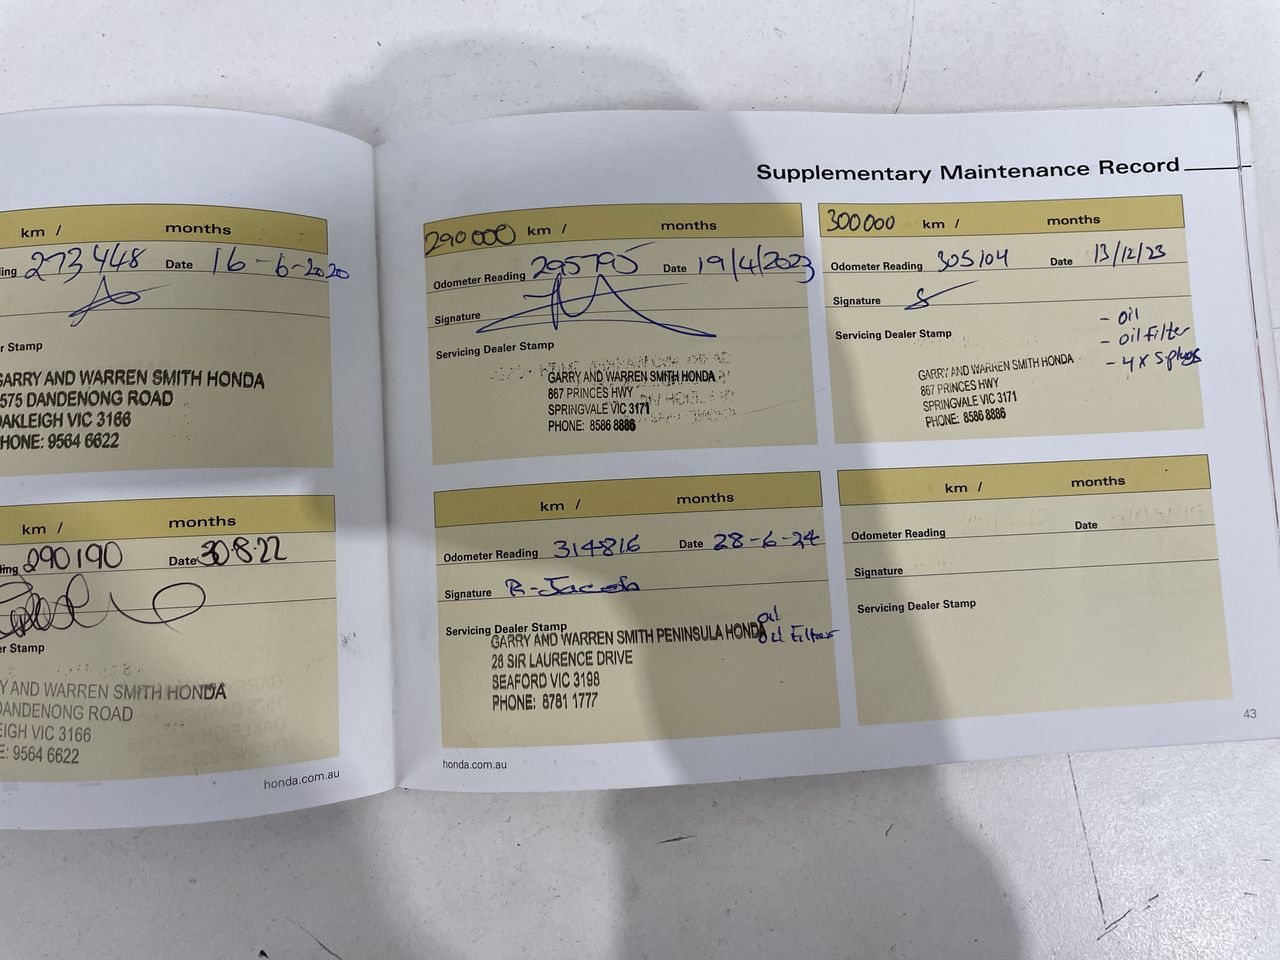 km / months
ing 273448 Date 16-6-2020
r Stamp
GARRY AND WARREN SMITH HONDA
575 DANDENONG ROAD
OAKLEIGH VIC 3166
HONE: 9564 6622
km / months
ing 290190 Date 30.8.22
r Stamp
Y AND WARREN SMITH HONDA
DANDENONG ROAD
EIGH VIC 3166
E: 9564 6622
honda.com.au
Supplementary Maintenance Record
290000 km / months
Odometer Reading 295795 Date 19/4/2023
Signature
Servicing Dealer Stamp
GARRY AND WARREN SMITH HONDA
867 PRINCES HWY
SPRINGVALE VIC 3171
PHONE: 8586 8886
300000 km / months
Odometer Reading 305104 Date 13/12/23
Signature
Servicing Dealer Stamp
- oil
- oil filter
- 4 x Splugs
GARRY AND WARREN SMITH HONDA
867 PRINCES HWY
SPRINGVALE VIC 3171
PHONE: 8586 8886
km / months
Odometer Reading 314816 Date 28-6-24
Signature R-Jacob
Servicing Dealer Stamp
oil
oil Filter
GARRY AND WARREN SMITH PENINSULA HONDA
28 SIR LAURENCE DRIVE
SEAFORD VIC 3198
PHONE: 8781 1777
km / months
Odometer Reading Date
Signature
Servicing Dealer Stamp
honda.com.au
43